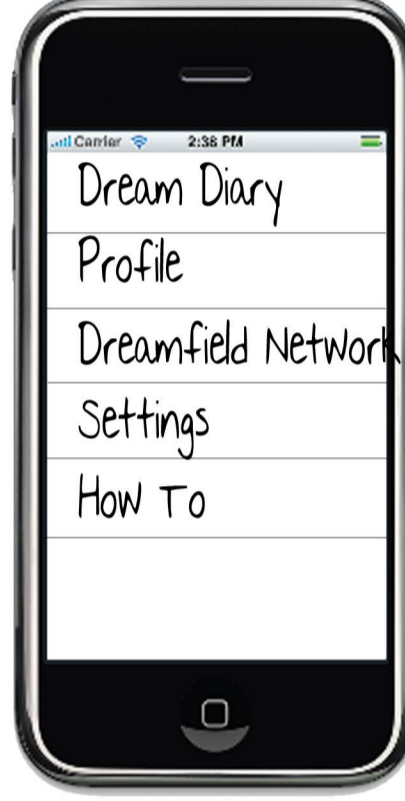 Carrier 2:38 PM
Dream Diary
Profile
Dreamfield Network
Settings
How To